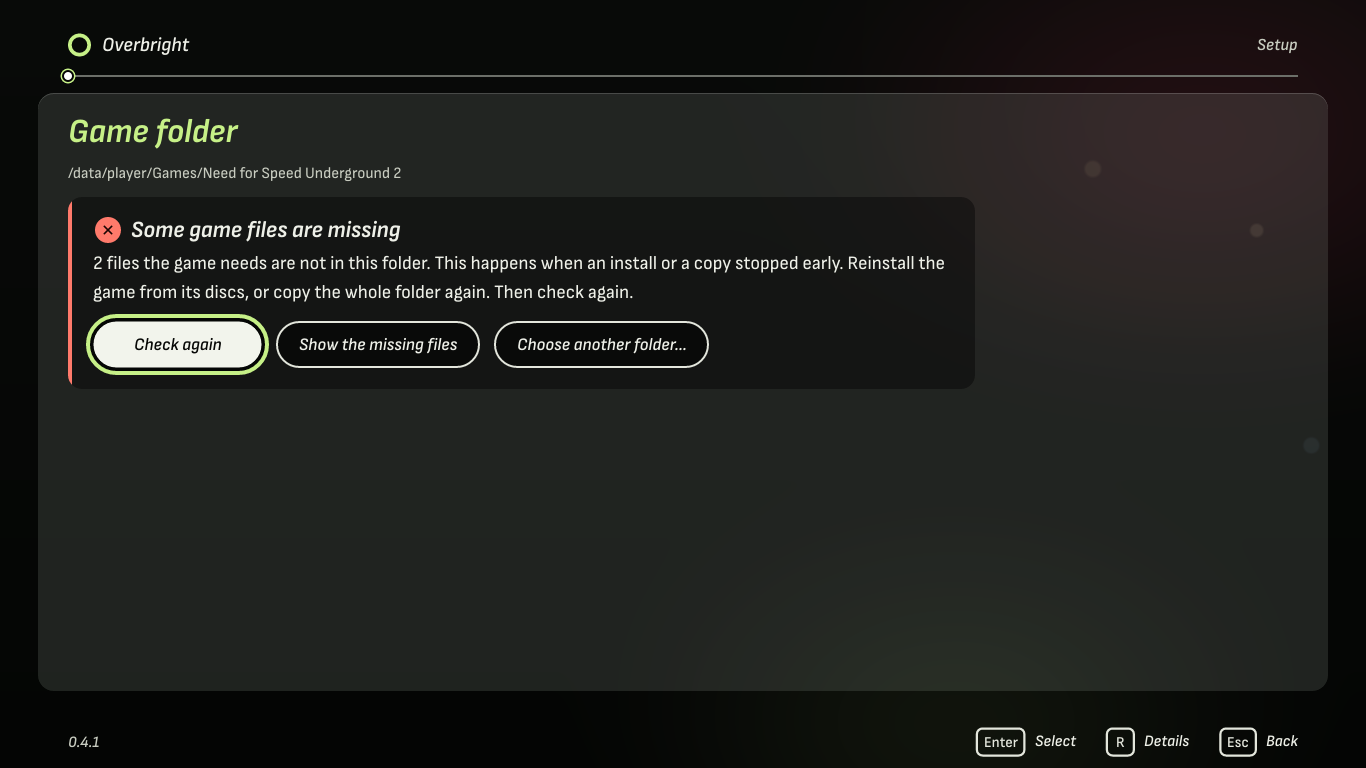 Overbright
Setup
Game folder
/data/player/Games/Need for Speed Underground 2
Some game files are missing
2 files the game needs are not in this folder. This happens when an install or a copy stopped early. Reinstall the
game from its discs, or copy the whole folder again. Then check again.
Check again
Show the missing files
Choose another folder...
0.4.1
Enter Select
R Details
Esc Back